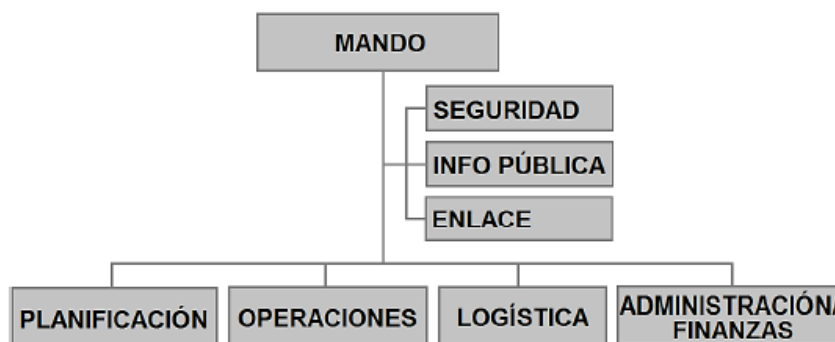 MANDO
SEGURIDAD
INFO PÚBLICA
ENLACE
PLANIFICACIÓN
OPERACIONES
LOGÍSTICA
ADMINISTRACIÓN/
FINANZAS